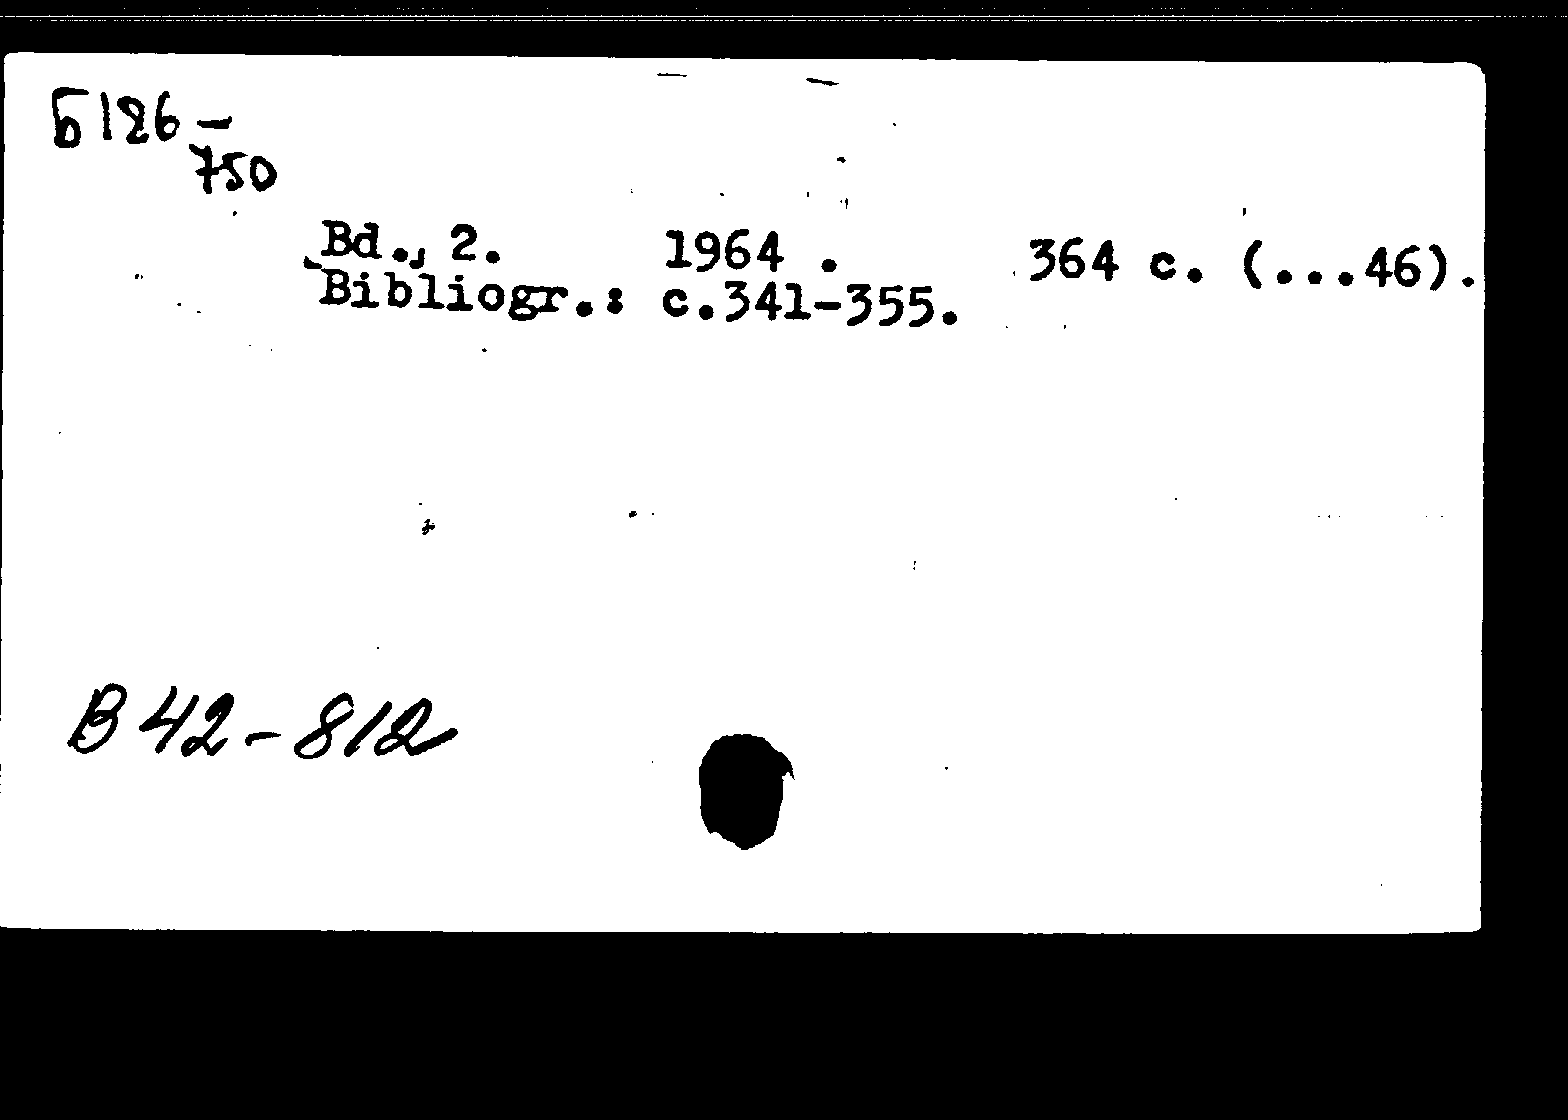 Б126-
750
Bd., 2. 1964 . 364 с. (...46).
Bibliogr.: с.341-355.
В 42-812